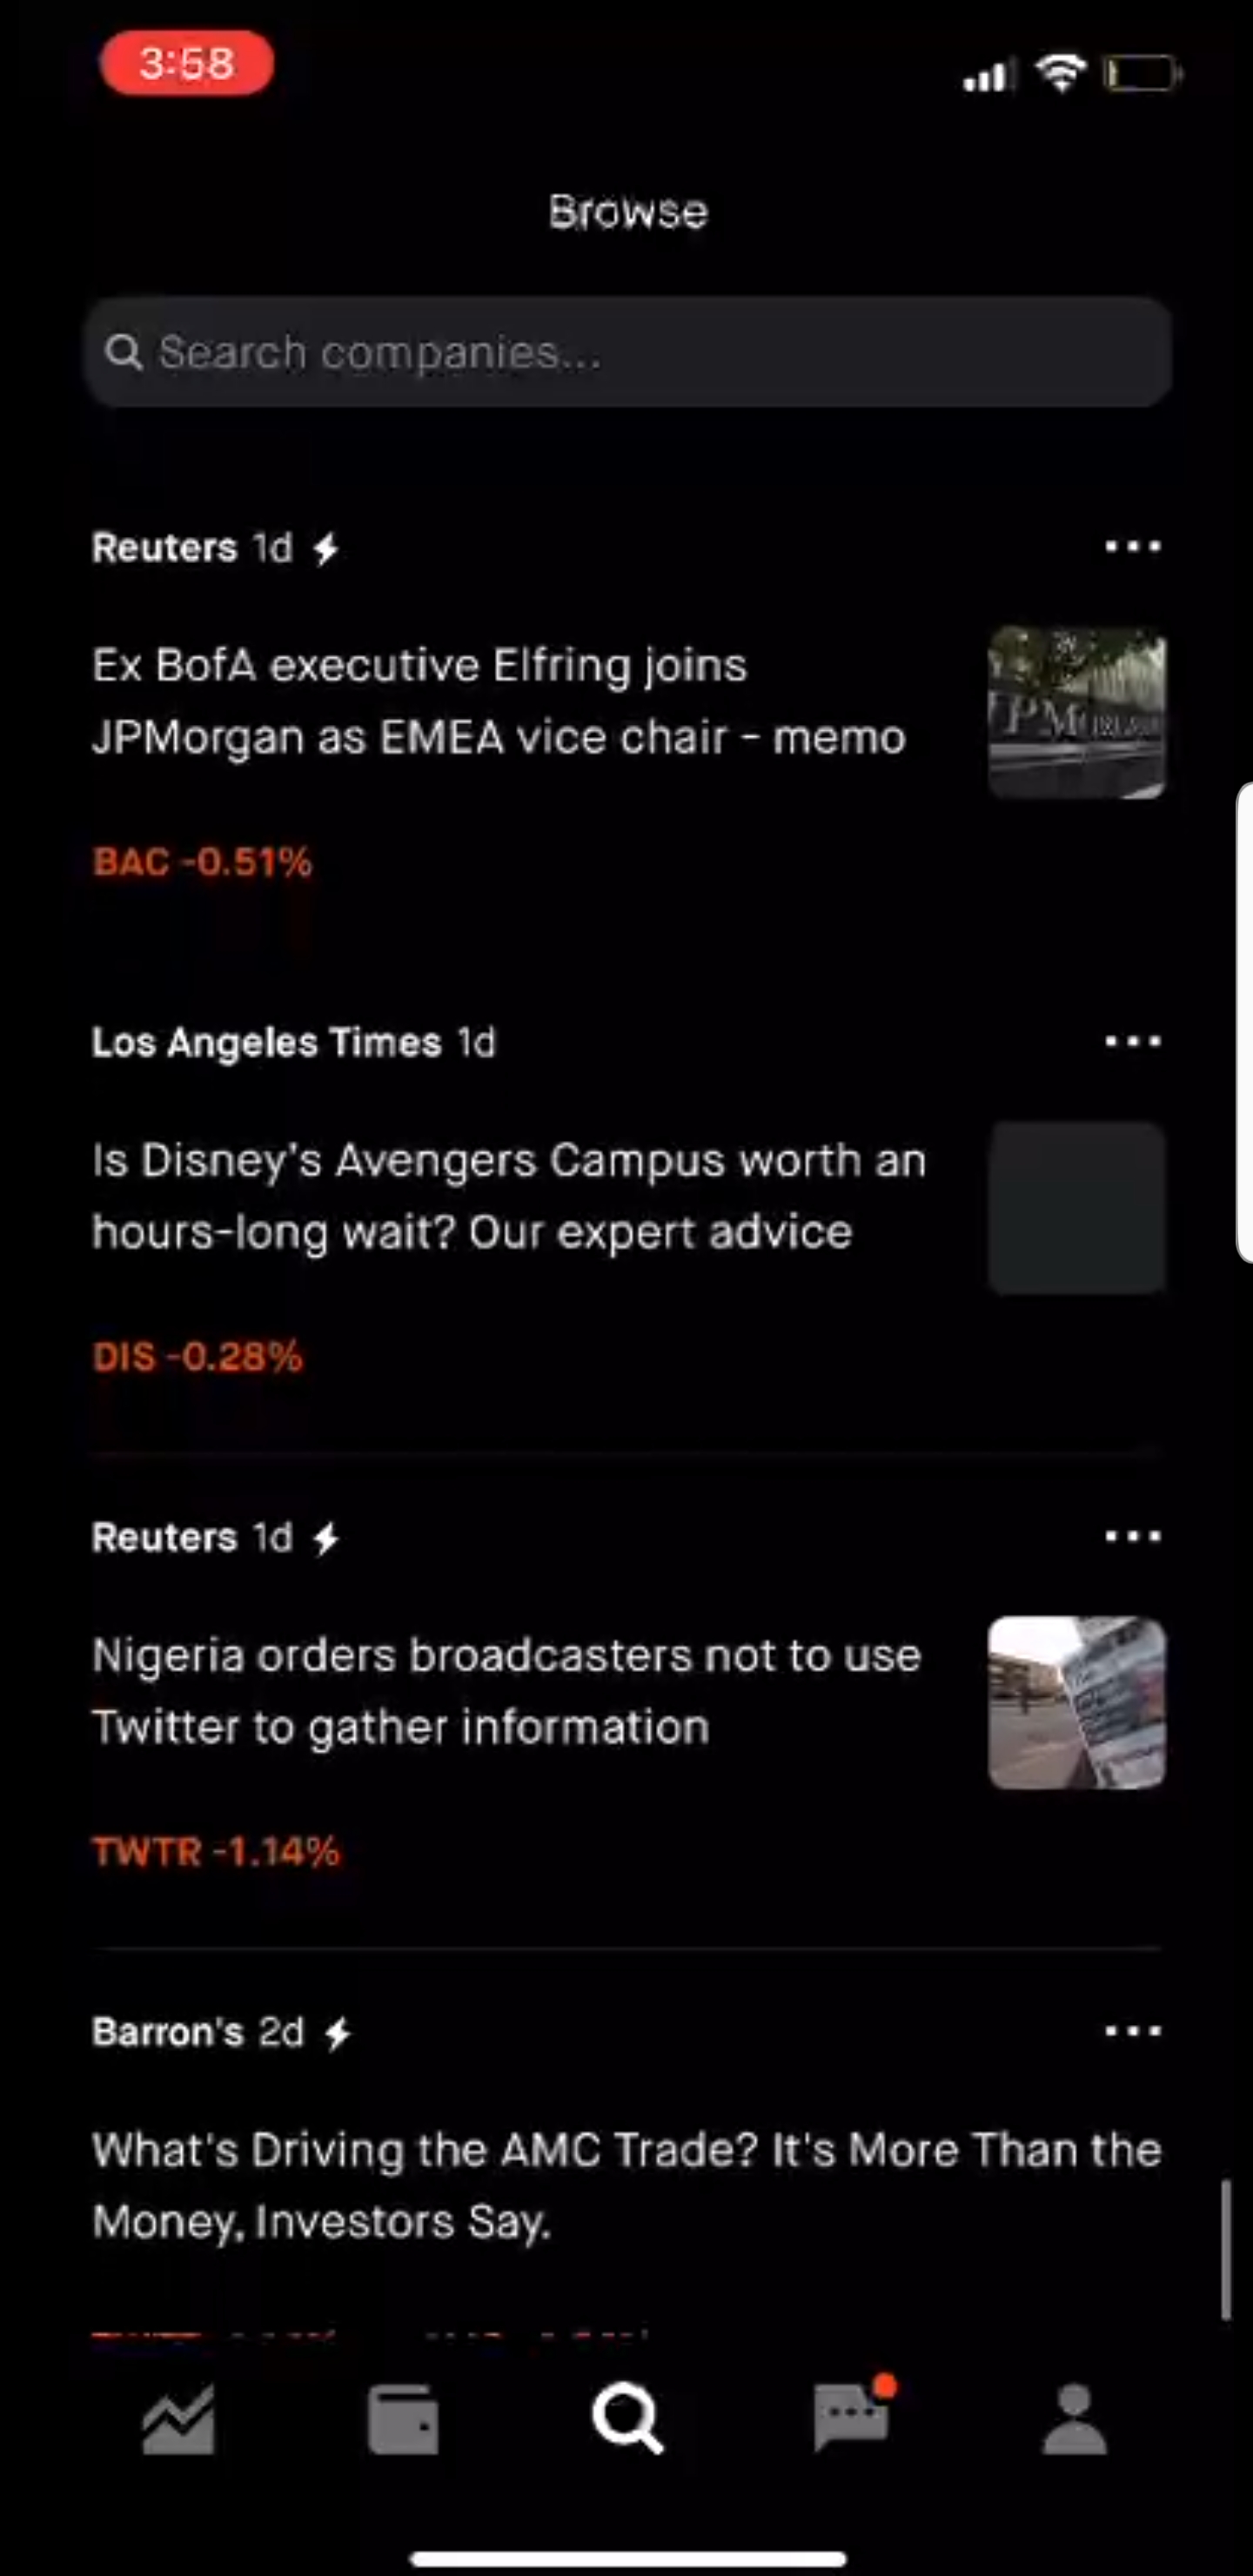 3:58
Browse
Search companies...
Reuters 1d
Ex BofA executive Elfring joins
JPMorgan as EMEA vice chair - memo
BAC -0.51%
Los Angeles Times 1d
Is Disney's Avengers Campus worth an
hours-long wait? Our expert advice
DIS -0.28%
Reuters 1d
Nigeria orders broadcasters not to use
Twitter to gather information
TWTR -1.14%
Barron's 2d
What's Driving the AMC Trade? It's More Than the
Money, Investors Say.